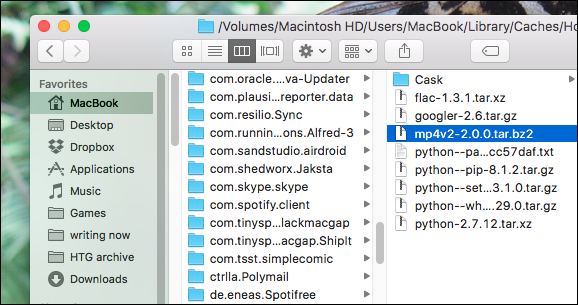 /Volumes/Macintosh HD/Users/MacBook/Library/Caches/Ho
Favorites
MacBook
Desktop
Dropbox
Applications
Music
Games
writing now
HTG archive
Downloads
com.oracle.…va-Updater
com.plausi…reporter.data
com.resilio.Sync
com.runnin…ons.Alfred-3
com.sandstudio.airdroid
com.shedworx.Jaksta
com.skype.skype
com.spotify.client
com.tinysp…lackmacgap
com.tinysp…acgap.ShipIt
com.tsst.simplecomic
ctrlla.Polymail
de.eneas.Spotifree
Cask
flac-1.3.1.tar.xz
googler-2.6.tar.gz
mp4v2-2.0.0.tar.bz2
python--pa…cc57daf.txt
python--pip-8.1.2.tar.gz
python--set…3.1.0.tar.gz
python--wh…29.0.tar.gz
python-2.7.12.tar.xz